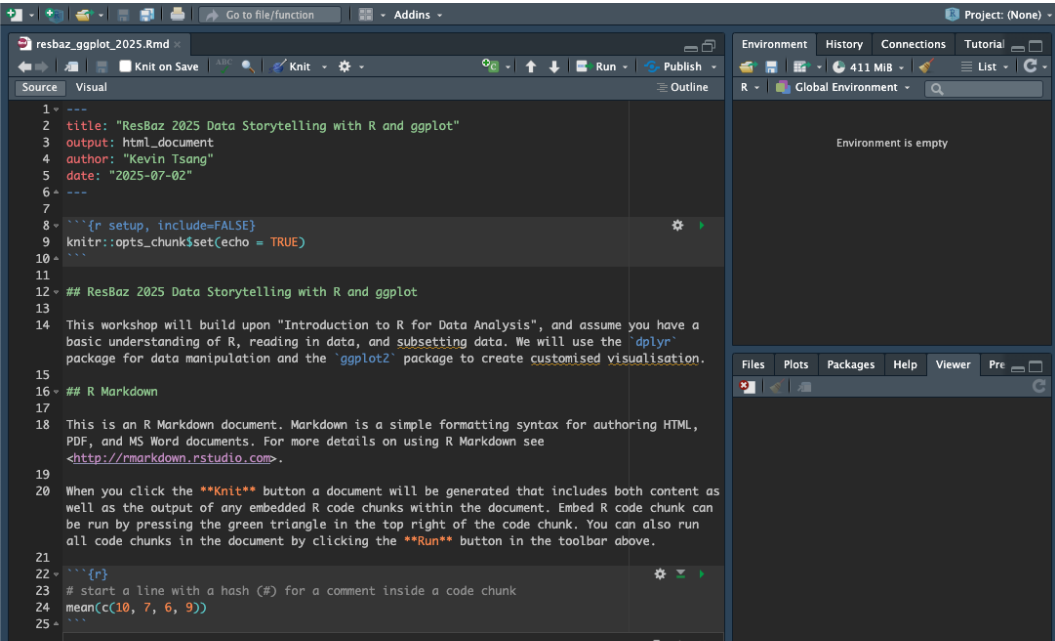 Go to file/function
Addins
Project: (None)
resbaz_ggplot_2025.Rmd
Knit on Save
ABC
Knit
Run
Publish
Source
Visual
Outline
1 ---
2 title: "ResBaz 2025 Data Storytelling with R and ggplot"
3 output: html_document
4 author: "Kevin Tsang"
5 date: "2025-07-02"
6 ---
7
8 ```{r setup, include=FALSE}
9 knitr::opts_chunk$set(echo = TRUE)
10 ```
11
12 ## ResBaz 2025 Data Storytelling with R and ggplot
13
14 This workshop will build upon "Introduction to R for Data Analysis", and assume you have a
basic understanding of R, reading in data, and subsetting data. We will use the `dplyr`
package for data manipulation and the `ggplot2` package to create customised visualisation.
15
16 ## R Markdown
17
18 This is an R Markdown document. Markdown is a simple formatting syntax for authoring HTML,
PDF, and MS Word documents. For more details on using R Markdown see
<http://rmarkdown.rstudio.com>.
19
20 When you click the **Knit** button a document will be generated that includes both content as
well as the output of any embedded R code chunks within the document. Embed R code chunk can
be run by pressing the green triangle in the top right of the code chunk. You can also run
all code chunks in the document by clicking the **Run** button in the toolbar above.
21
22 ```{r}
23 # start a line with a hash (#) for a comment inside a code chunk
24 mean(c(10, 7, 6, 9))
25 ```
Environment
History
Connections
Tutorial
411 MiB
List
R
Global Environment
Environment is empty
Files
Plots
Packages
Help
Viewer
Pre